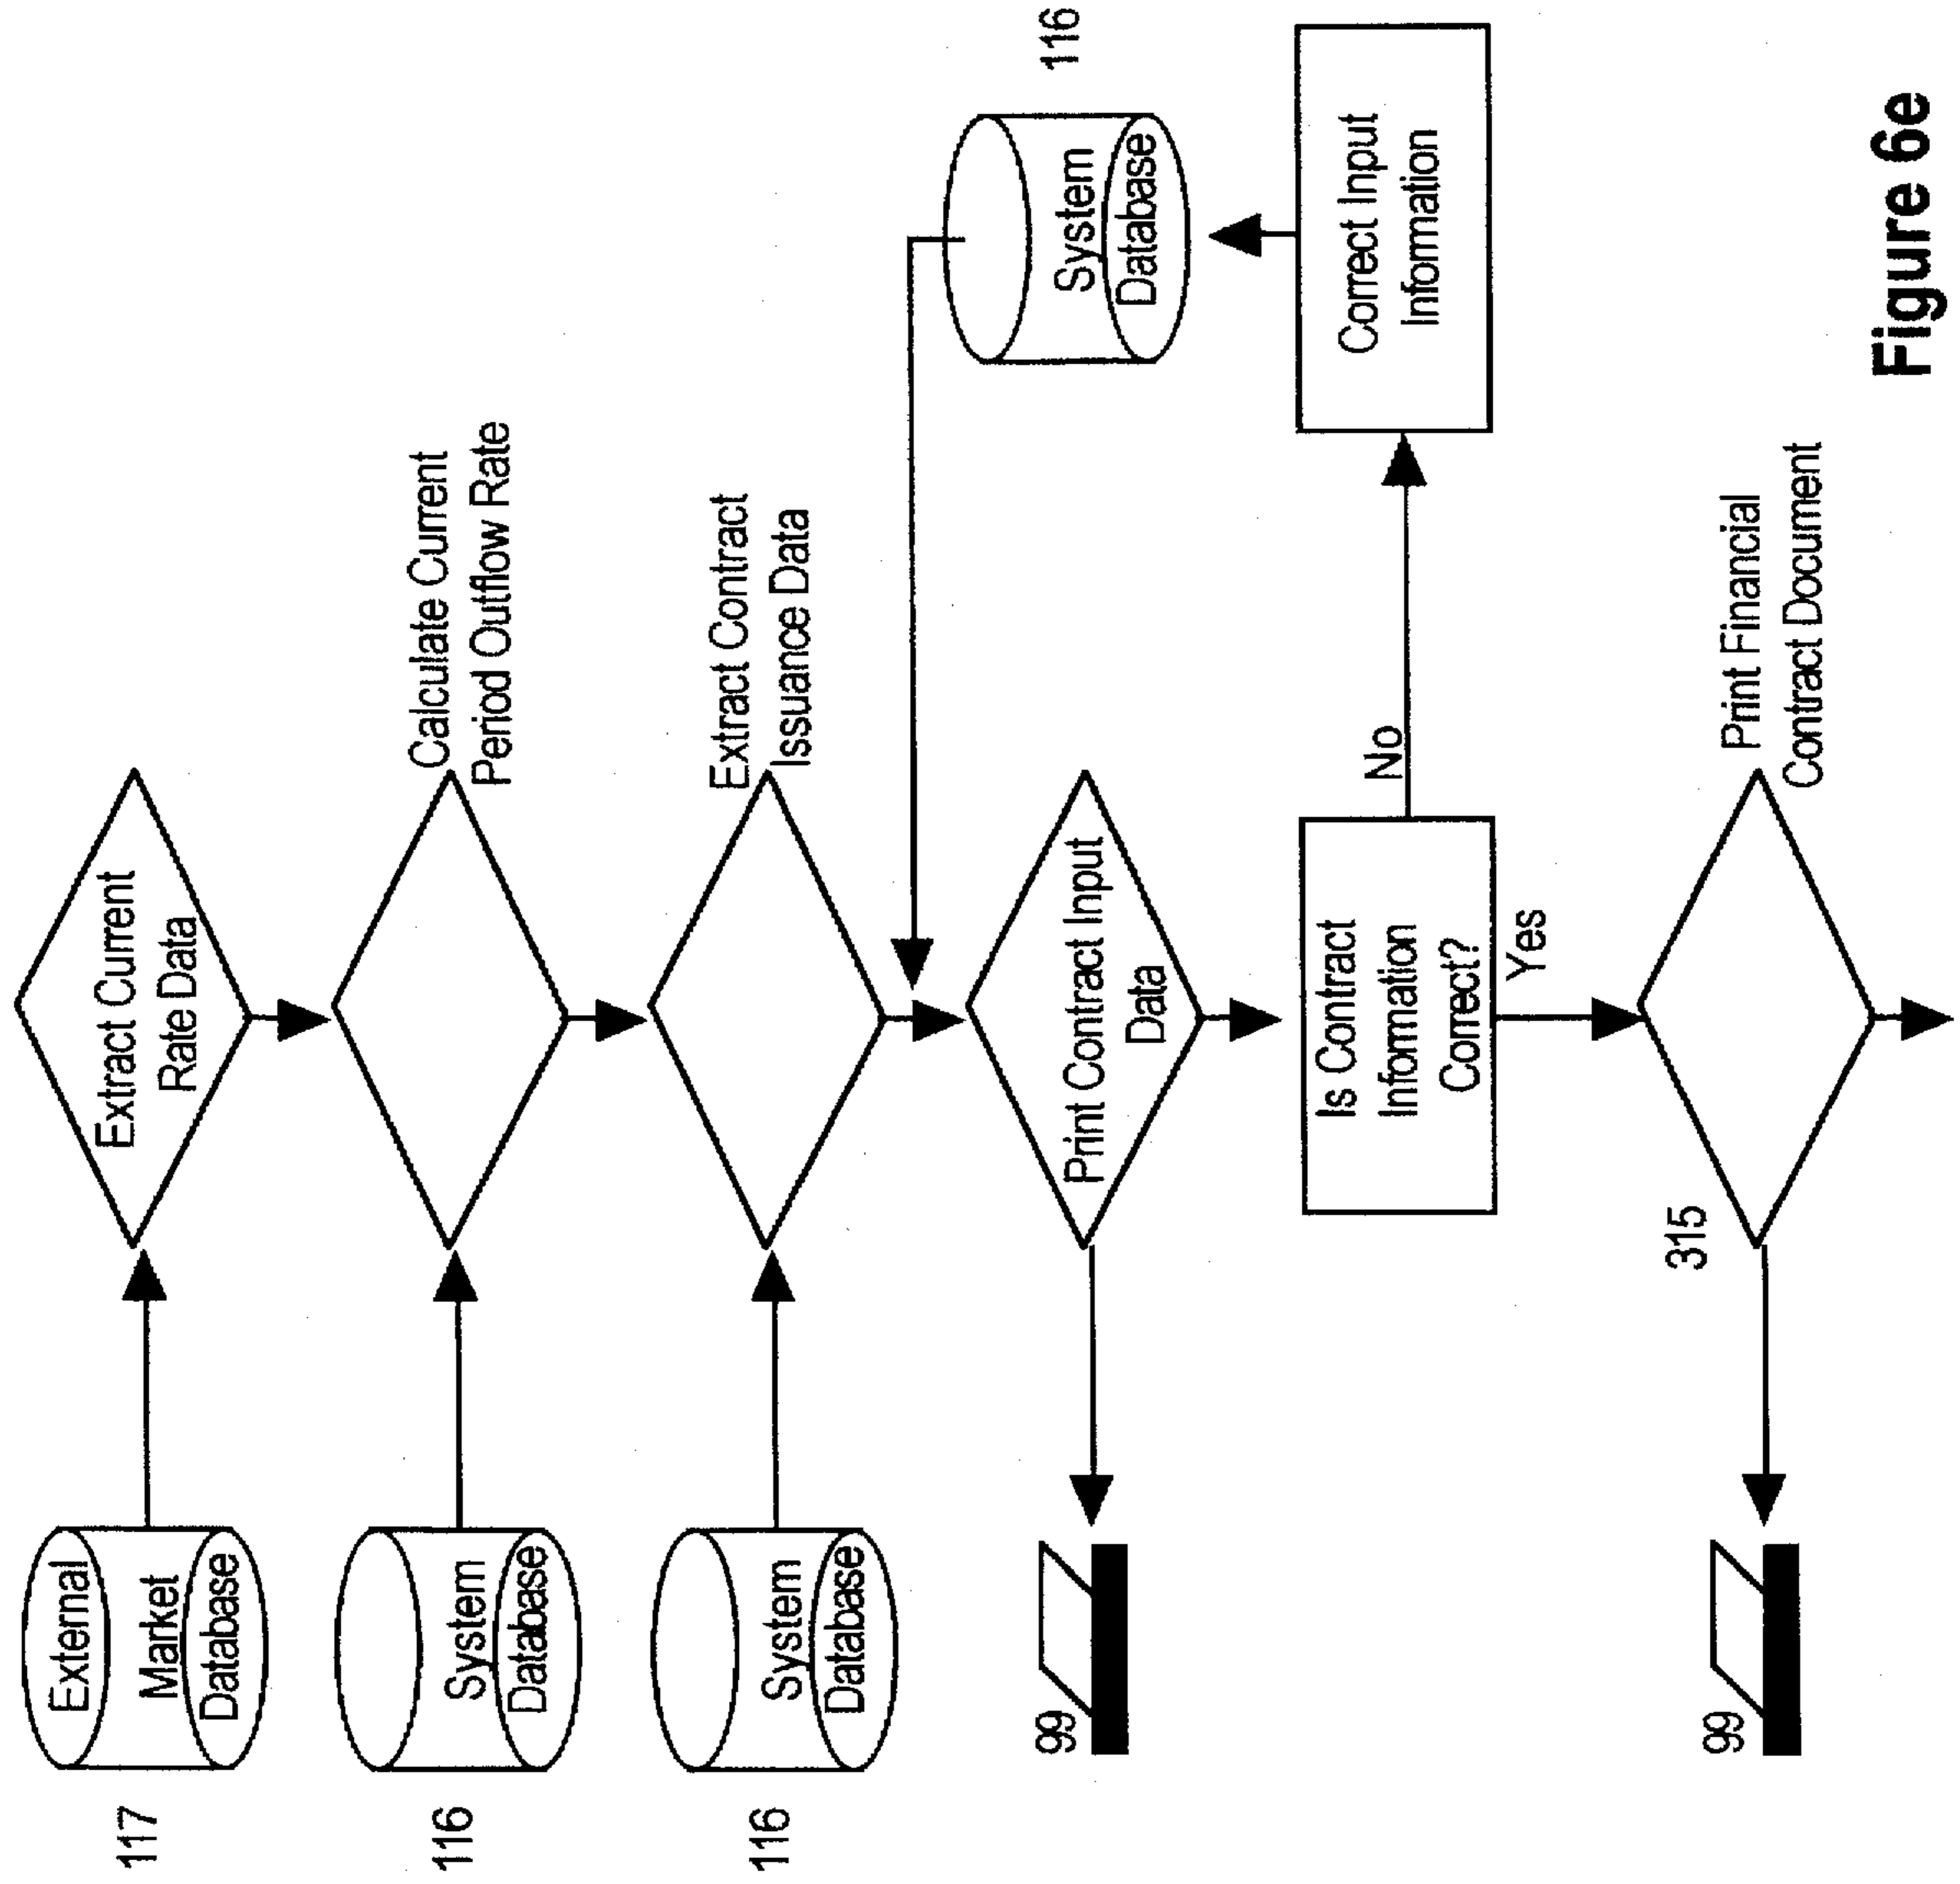 117
External
Market
Database
Extract Current
Rate Data
116
System
Database
Calculate Current
Period Outflow Rate
116
System
Database
Extract Contract
Issuance Data
116
System
Database
99
Print Contract Input
Data
Is Contract
Information
Correct?
No
Correct Input
Information
Yes
99
315
Print Financial
Contract Document
Figure 6e